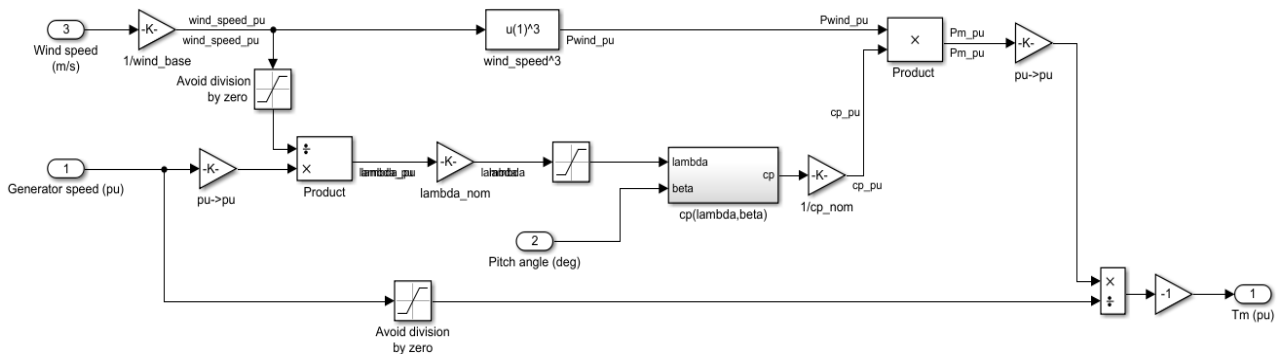 3
Wind speed
(m/s)
-K-
1/wind_base
wind_speed_pu
wind_speed_pu
u(1)^3
wind_speed^3
Pwind_pu
Pwind_pu
×
Product
Pm_pu
Pm_pu
-K-
pu->pu
Avoid division
by zero
cp_pu
1
Generator speed (pu)
-K-
pu->pu
÷
×
Product
lambda_pu
-K-
lambda_nom
lambda
lambda
beta
cp
cp(lambda,beta)
-K-
1/cp_nom
cp_pu
2
Pitch angle (deg)
Avoid division
by zero
×
÷
-1
1
Tm (pu)